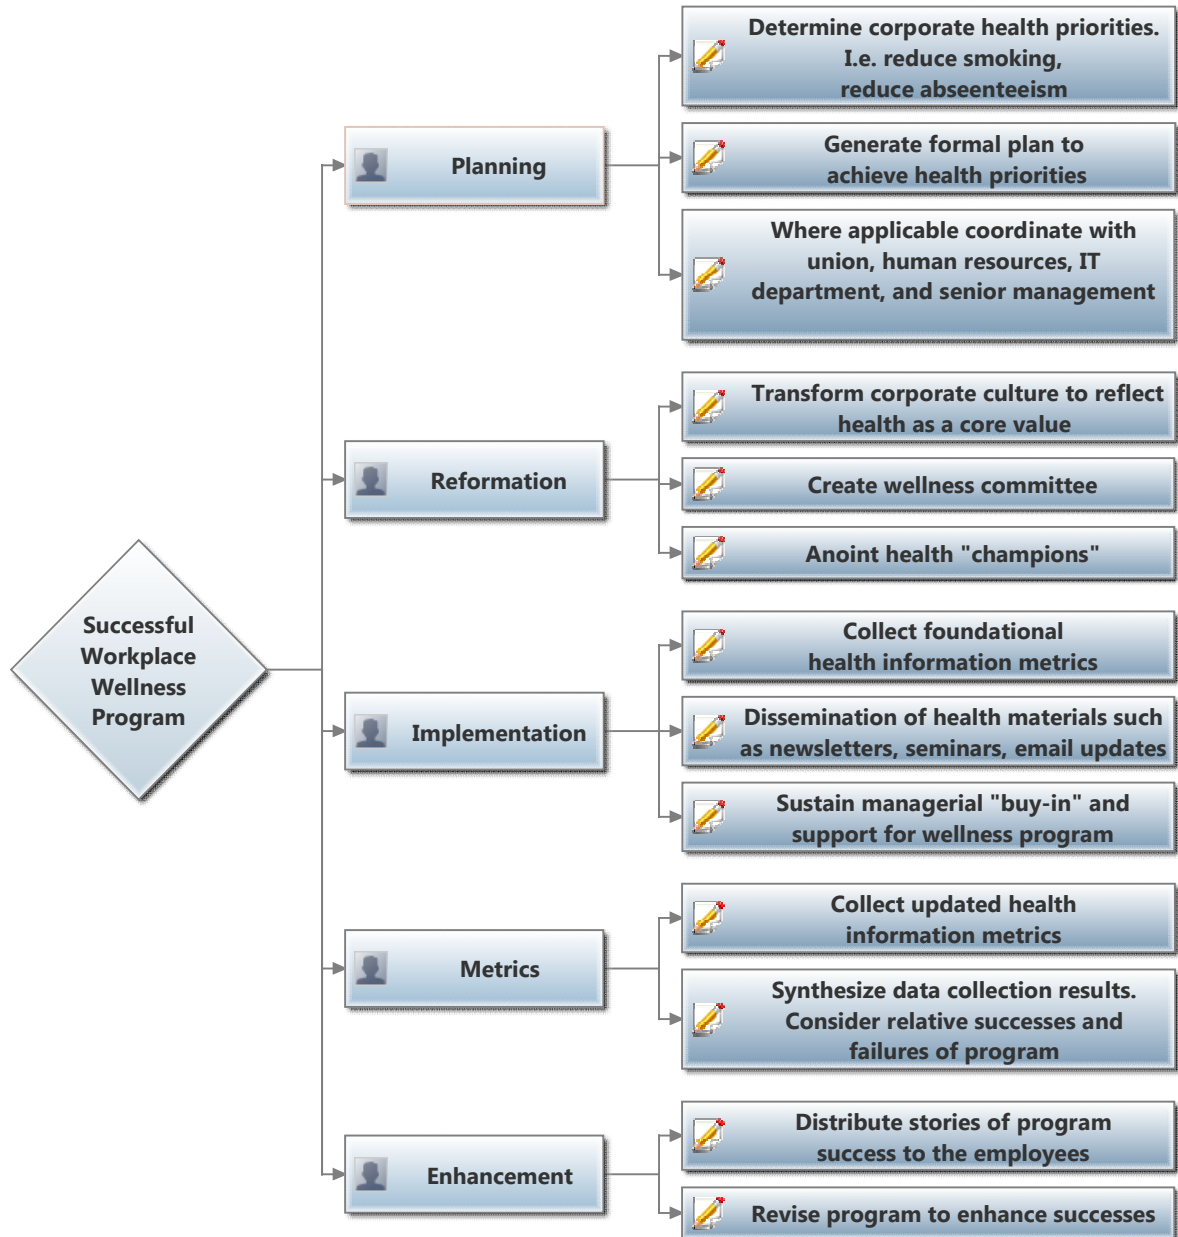 Successful
Workplace
Wellness
Program
Planning
Determine corporate health priorities.
I.e. reduce smoking,
reduce abseenteeism
Generate formal plan to
achieve health priorities
Where applicable coordinate with
union, human resources, IT
department, and senior management
Reformation
Transform corporate culture to reflect
health as a core value
Create wellness committee
Anoint health "champions"
Implementation
Collect foundational
health information metrics
Dissemination of health materials such
as newsletters, seminars, email updates
Sustain managerial "buy-in" and
support for wellness program
Metrics
Collect updated health
information metrics
Synthesize data collection results.
Consider relative successes and
failures of program
Enhancement
Distribute stories of program
success to the employees
Revise program to enhance successes